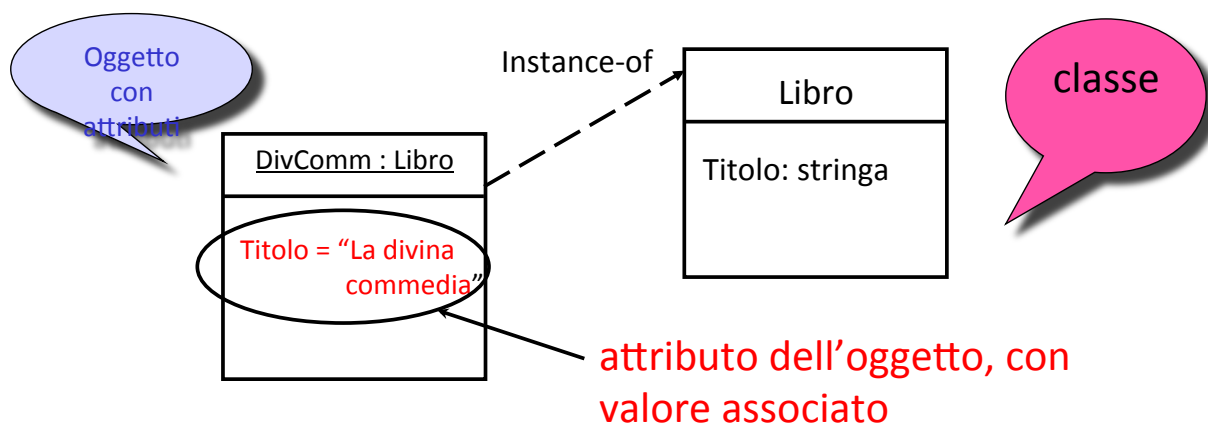 Oggetto
con
attributi
Instance-of
Libro
classe
DivComm : Libro
Titolo: stringa
Titolo = “La divina
commedia”
attributo dell’oggetto, con
valore associato